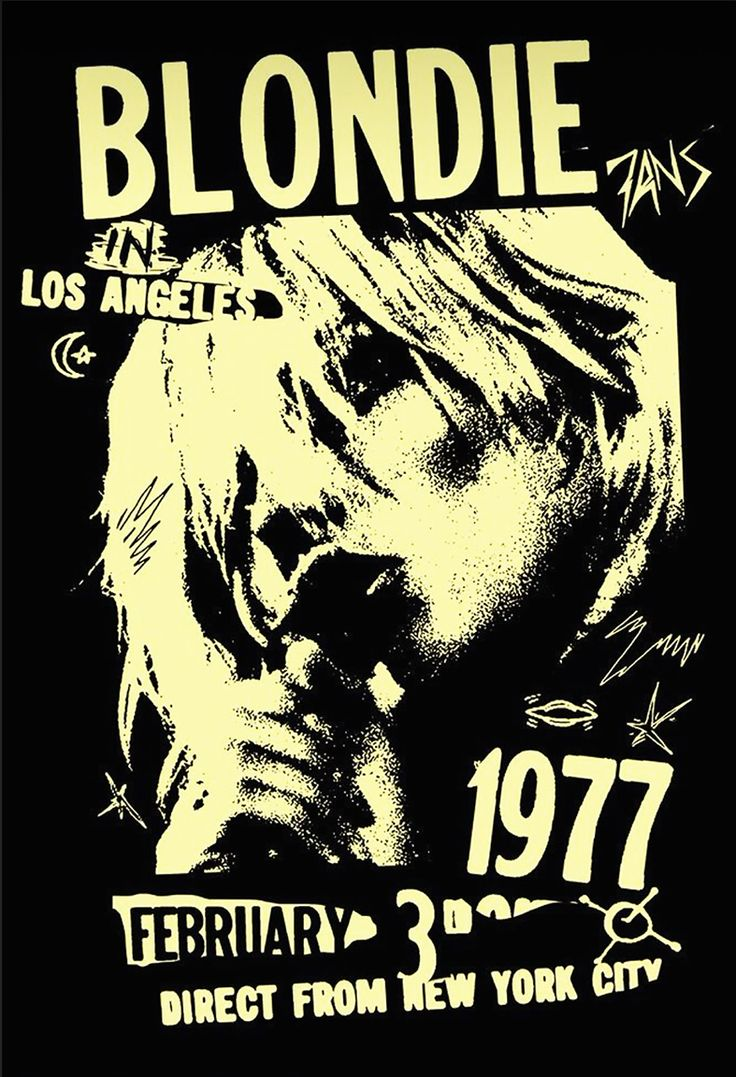 BLONDIE
IN
LOS ANGELES
1977
FEBRUARY 3
DIRECT FROM NEW YORK CITY